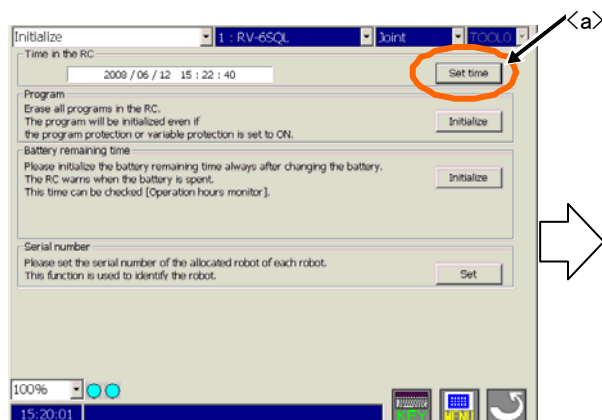 <a>
Initialize 1 : RV-6SQL Joint TOOL0
Time in the RC
2008 / 06 / 12 15 : 22 : 40 Set time
Program
Erase all programs in the RC.
The program will be initialized even if
the program protection or variable protection is set to ON.
Initialize
Battery remaining time
Please initialize the battery remaining time always after changing the battery.
The RC warns when the battery is spent.
This time can be checked [Operation hours monitor].
Initialize
Serial number
Please set the serial number of the allocated robot of each robot.
This function is used to identify the robot.
Set
100%
KEY MENU
15:20:01